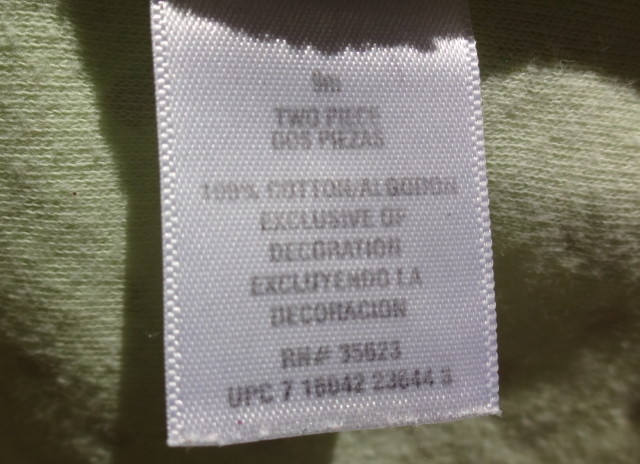 9m
TWO PIECE
DOS PIEZAS
100% COTTON/ALGODON
EXCLUSIVE OF
DECORATION
EXCLUYENDO LA
DECORACION
RN# 35623
UPC 7 16042 23644 3